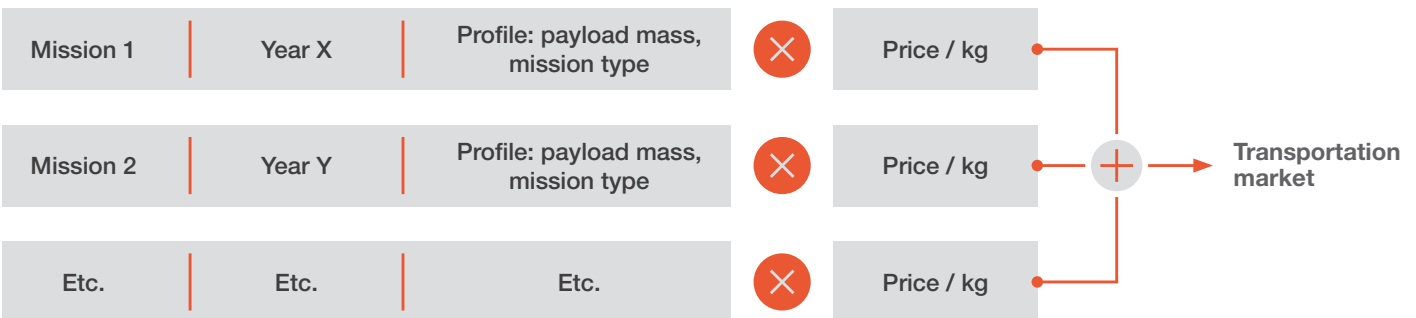 Mission 1
Year X
Profile: payload mass,
mission type
Price / kg
Mission 2
Year Y
Profile: payload mass,
mission type
Price / kg
Transportation
market
Etc.
Etc.
Etc.
Price / kg